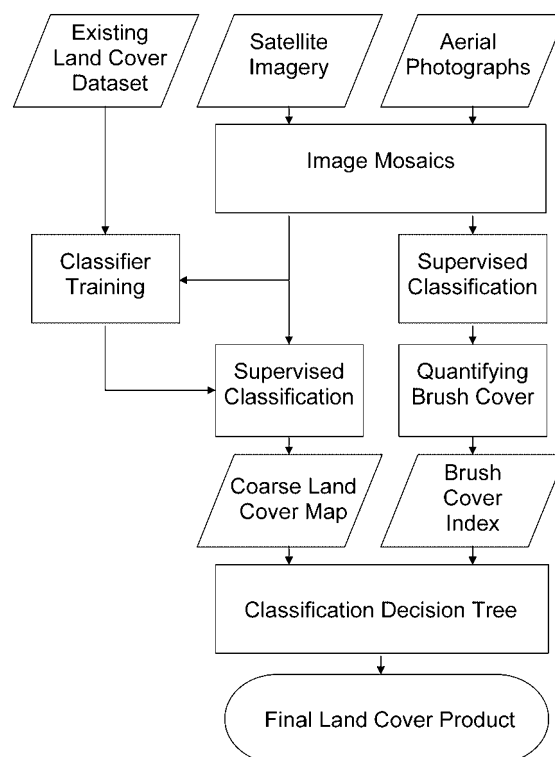 Existing
Land Cover
Dataset
Satellite
Imagery
Aerial
Photographs
Image Mosaics
Classifier
Training
Supervised
Classification
Supervised
Classification
Quantifying
Brush Cover
Coarse Land
Cover Map
Brush
Cover
Index
Classification Decision Tree
Final Land Cover Product